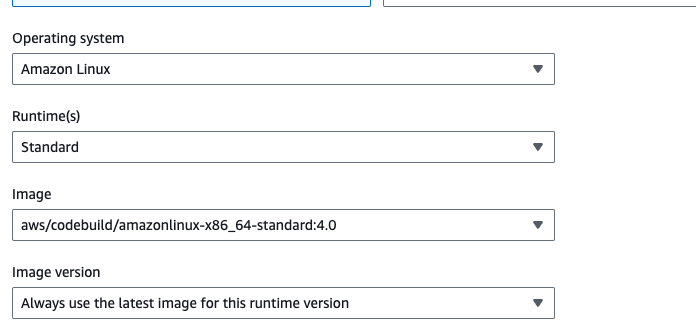 Operating system
Amazon Linux
Runtime(s)
Standard
Image
aws/codebuild/amazonlinux-x86_64-standard:4.0
Image version
Always use the latest image for this runtime version